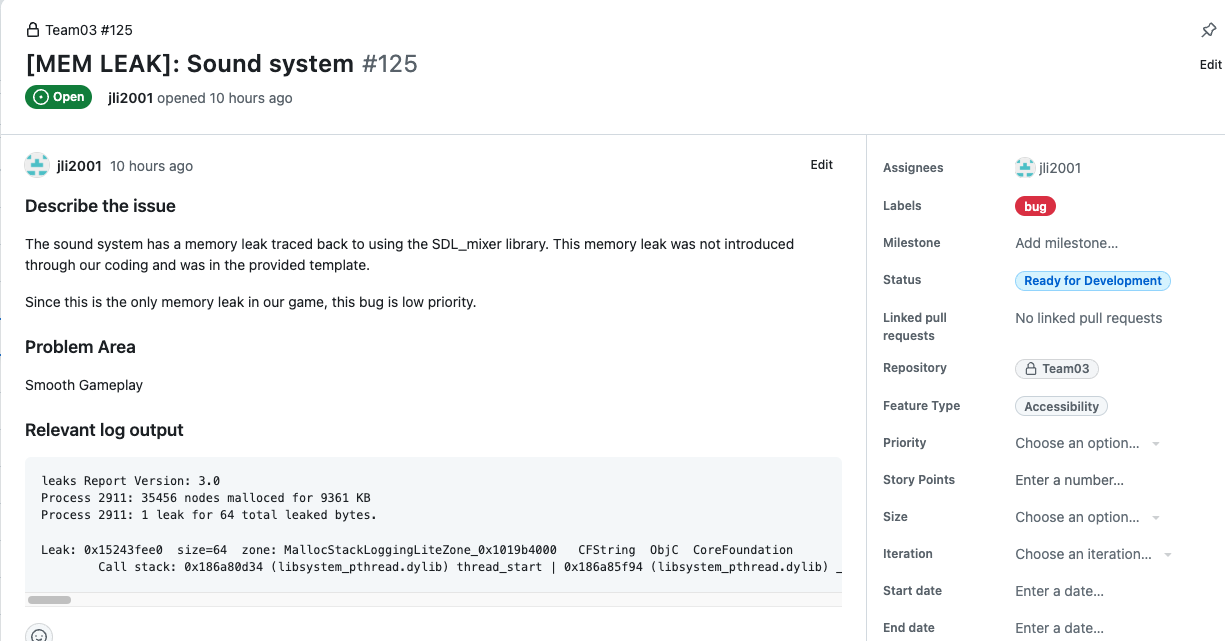 Team03 #125
[MEM LEAK]: Sound system #125
Edit
Open
jli2001 opened 10 hours ago
jli2001 10 hours ago
Edit
Describe the issue
The sound system has a memory leak traced back to using the SDL_mixer library. This memory leak was not introduced
through our coding and was in the provided template.
Since this is the only memory leak in our game, this bug is low priority.
Problem Area
Smooth Gameplay
Relevant log output
leaks Report Version: 3.0
Process 2911: 35456 nodes malloced for 9361 KB
Process 2911: 1 leak for 64 total leaked bytes.
Leak: 0x15243fee0  size=64  zone: MallocStackLoggingLiteZone_0x1019b4000   CFString  ObjC  CoreFoundation
Call stack: 0x186a80d34 (libsystem_pthread.dylib) thread_start | 0x186a85f94 (libsystem_pthread.dylib) _
Assignees
jli2001
Labels
bug
Milestone
Add milestone...
Status
Ready for Development
Linked pull
requests
No linked pull requests
Repository
Team03
Feature Type
Accessibility
Priority
Choose an option...
Story Points
Enter a number...
Size
Choose an option...
Iteration
Choose an iteration...
Start date
Enter a date...
End date
Enter a date...